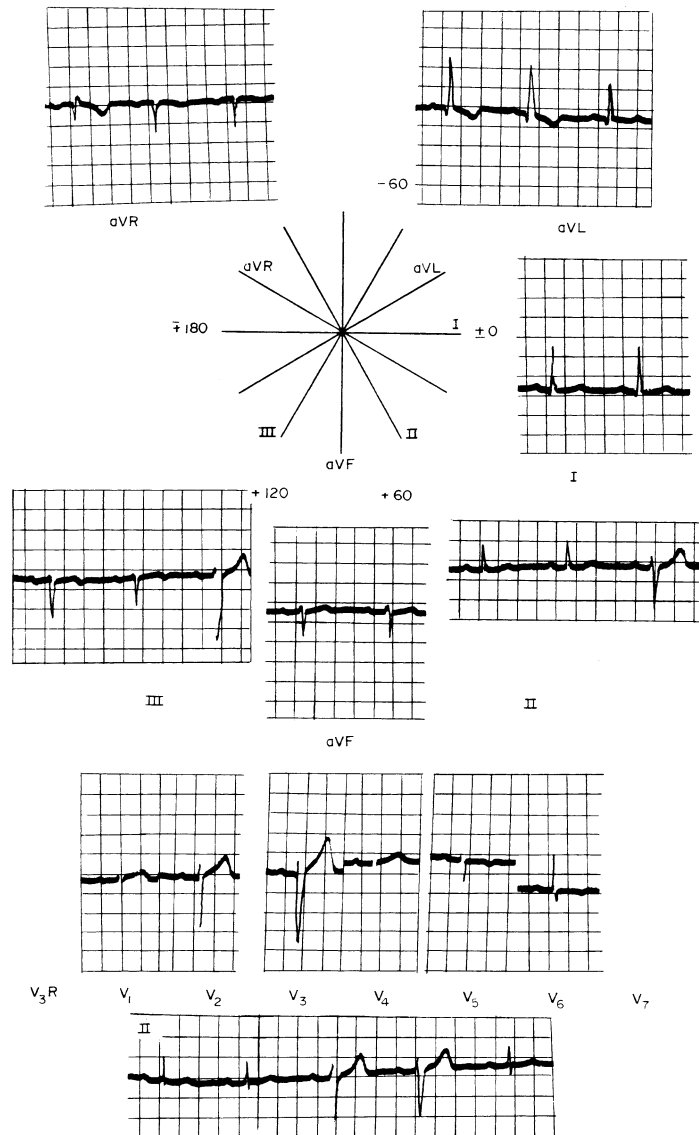 aVR
-60
aVL
aVR aVL
∓180 I ±0
III II
aVF
I
+120 +60
III
II
aVF
V3R V1 V2 V3 V4 V5 V6 V7
II